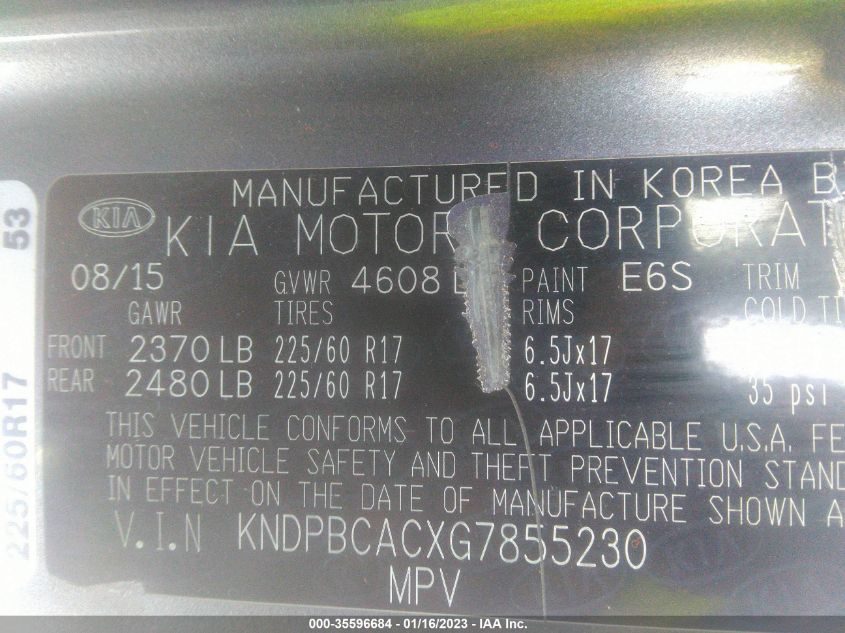 MANUFACTURED IN KOREA B
KIA
KIA MOTOR CORPORAT
08/15 GVWR 4608 PAINT E6S TRIM
GAWR TIRES RIMS COLD TI
FRONT 2370 LB 225/60 R17 6.5Jx17
REAR 2480 LB 225/60 R17 6.5Jx17 35 psi
THIS VEHICLE CONFORMS TO ALL APPLICABLE U.S.A. FE
MOTOR VEHICLE SAFETY AND THEFT PREVENTION STAND
IN EFFECT ON THE DATE OF MANUFACTURE SHOWN A
V.I.N KNDPBCACXG7855230
MPV
53
225/60R17
000-35596684 - 01/16/2023 - IAA Inc.